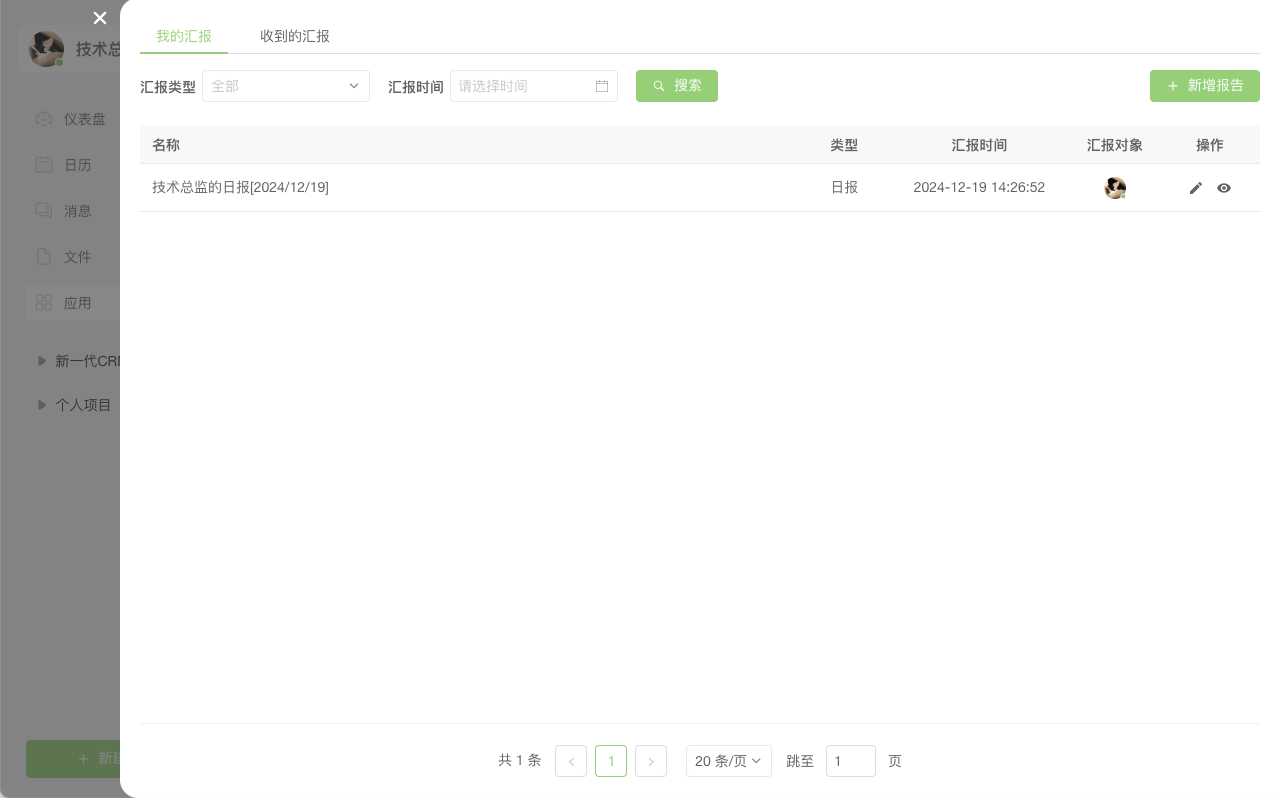 技术总
仪表盘
日历
消息
文件
应用
新一代CR
个人项目
新建
我的汇报 收到的汇报
汇报类型 全部 汇报时间 请选择时间 搜索 新增报告
名称 类型 汇报时间 汇报对象 操作
技术总监的日报[2024/12/19] 日报 2024-12-19 14:26:52
共 1 条 1 20 条/页 跳至 1 页